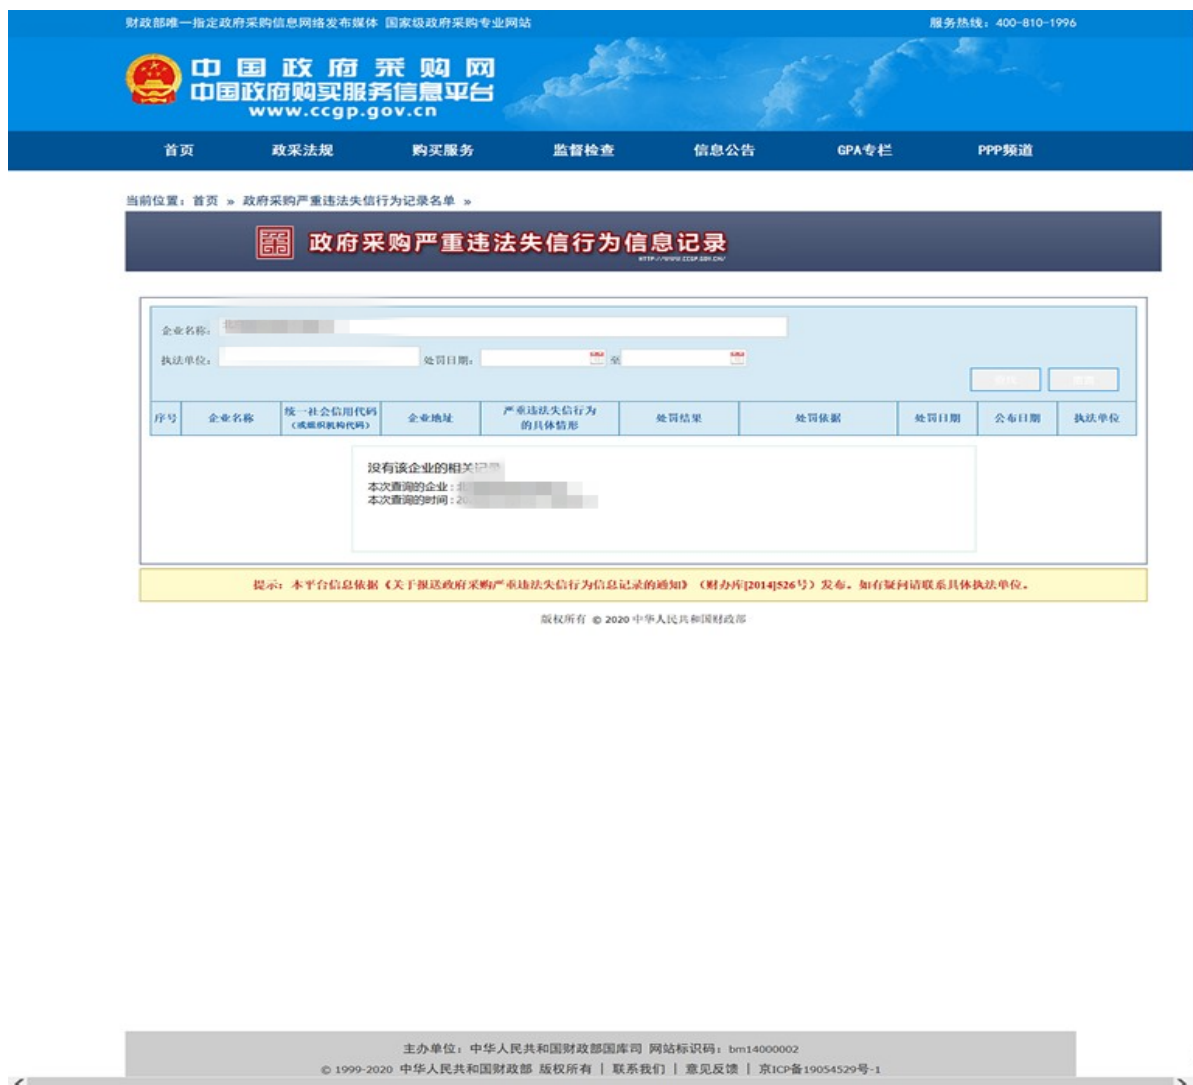 财政部唯一指定政府采购信息网络发布媒体 国家级政府采购专业网站
服务热线：400-810-1996
中国政府采购网
中国政府购买服务信息平台
www.ccgp.gov.cn
首页 政采法规 购买服务 监督检查 信息公告 GPA专栏 PPP频道
当前位置：首页 » 政府采购严重违法失信行为记录名单 »
政府采购严重违法失信行为信息记录
HTTP://WWW.CCGP.GOV.CN/
企业名称：
执法单位： 处罚日期： 至
序号 企业名称 统一社会信用代码（或组织机构代码） 企业地址 严重违法失信行为的具体情形 处罚结果 处罚依据 处罚日期 公布日期 执法单位
没有该企业的相关记录
本次查询的企业：北
本次查询的时间：20
提示：本平台信息依据《关于报送政府采购严重违法失信行为信息记录的通知》（财办库[2014]526号）发布。如有疑问请联系具体执法单位。
版权所有 © 2020 中华人民共和国财政部
主办单位：中华人民共和国财政部国库司 网站标识码：bm14000002
© 1999-2020 中华人民共和国财政部 版权所有 | 联系我们 | 意见反馈 | 京ICP备19054529号-1